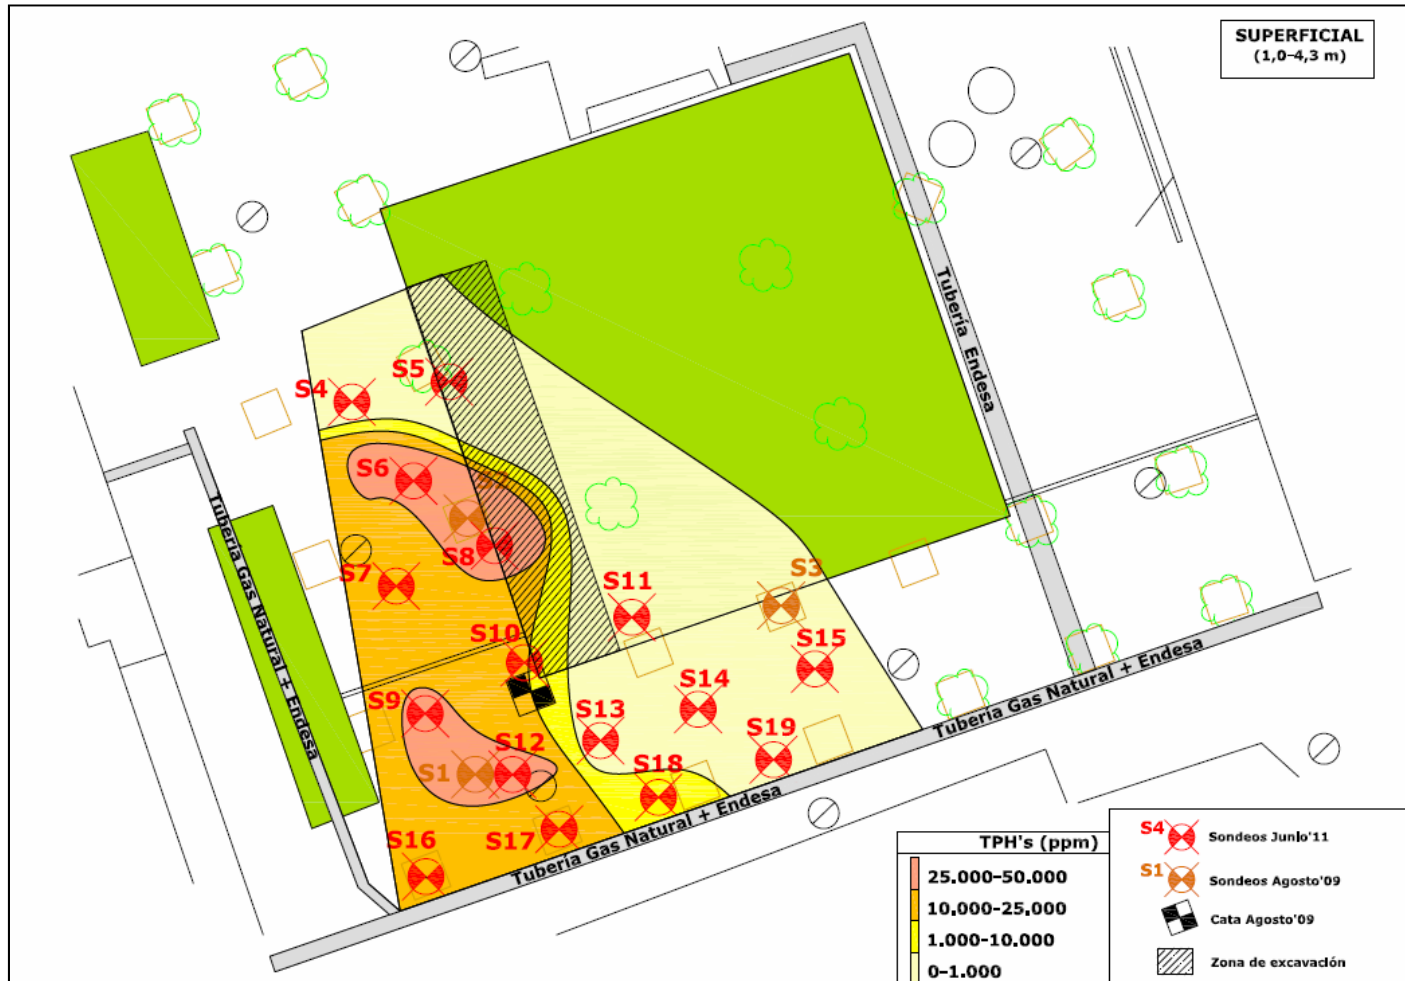 SUPERFICIAL
(1,0-4,3 m)
Tubería Endesa
S5
S4
S6
S8
S7
S11
S3
S10
S15
S14
S9
S13
S12
S19
S1
S18
S16
S17
Tubería Gas Natural + Endesa
Tubería Gas Natural + Endesa
Tubería Gas Natural + Endesa
TPH's (ppm)
25.000-50.000
10.000-25.000
1.000-10.000
0-1.000
S4 Sondeos Junio'11
S1 Sondeos Agosto'09
Cata Agosto'09
Zona de excavación